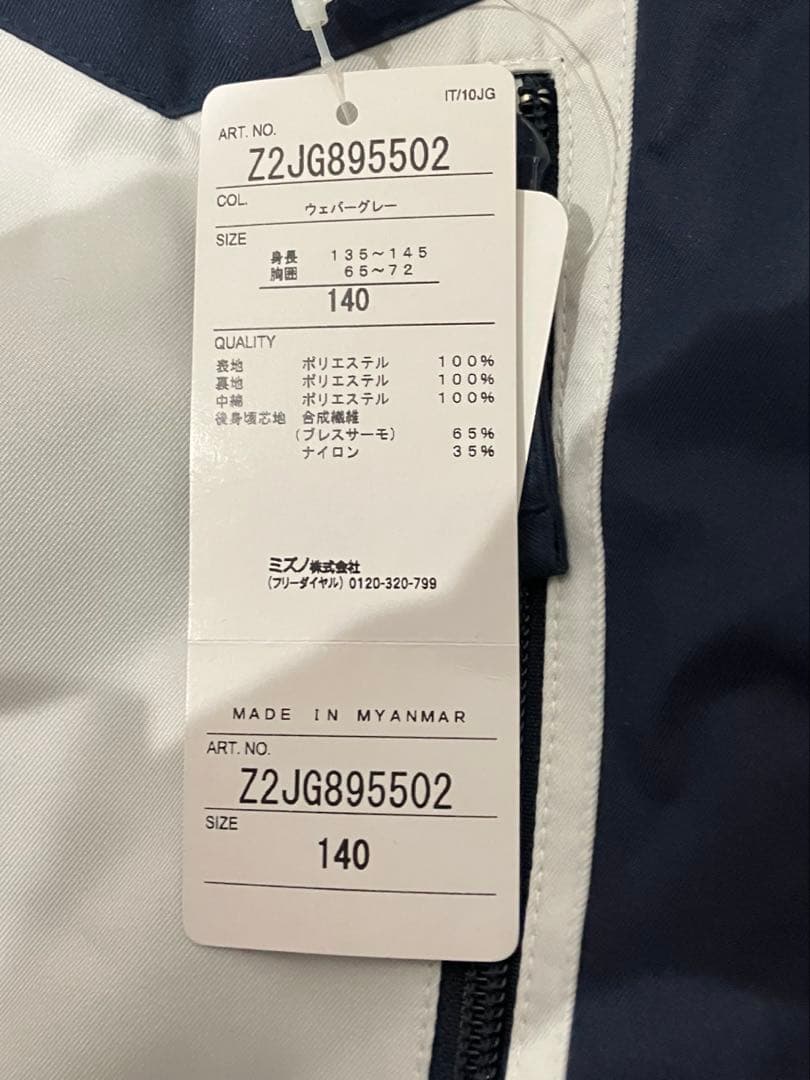 IT/10JG
ART. NO.
Z2JG895502
COL.
ウェバーグレー
SIZE
身長 135~145
胸囲 65~72
140
QUALITY
表地 ポリエステル 100%
裏地 ポリエステル 100%
中綿 ポリエステル 100%
後身頃芯地 合成繊維
(ブレスサーモ) 65%
ナイロン 35%
ミズノ株式会社
(フリーダイヤル) 0120-320-799
MADE IN MYANMAR
ART. NO.
Z2JG895502
SIZE
140